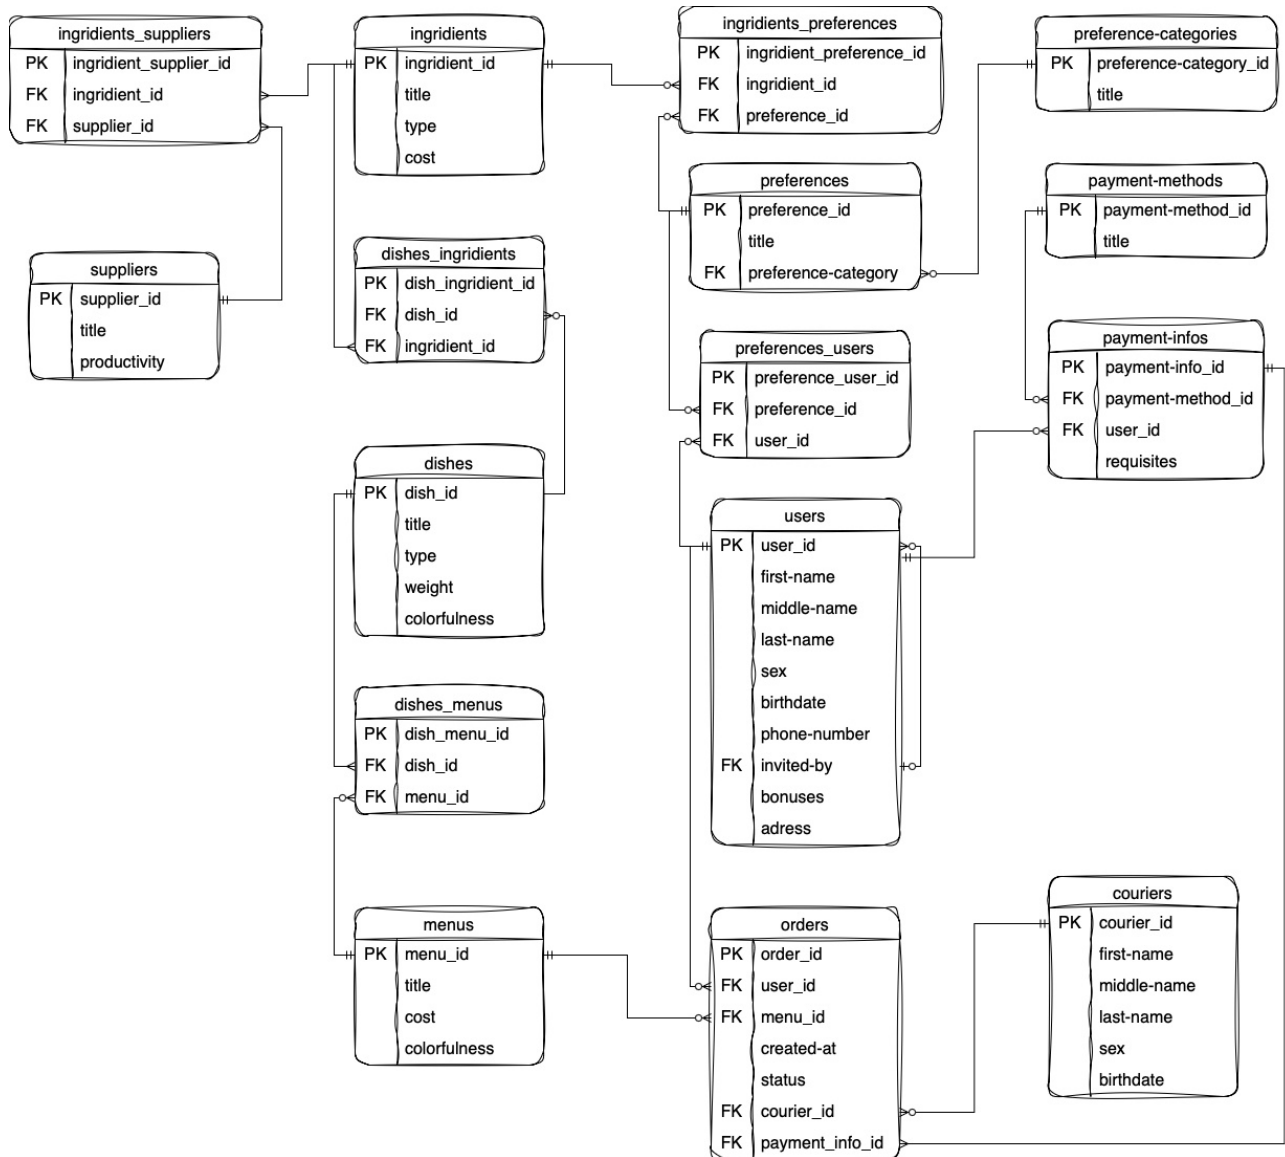 ingridients_suppliers
PK ingridient_supplier_id
FK ingridient_id
FK supplier_id
suppliers
PK supplier_id
title
productivity
ingridients
PK ingridient_id
title
type
cost
dishes_ingridients
PK dish_ingridient_id
FK dish_id
FK ingridient_id
dishes
PK dish_id
title
type
weight
colorfulness
dishes_menus
PK dish_menu_id
FK dish_id
FK menu_id
menus
PK menu_id
title
cost
colorfulness
ingridients_preferences
PK ingridient_preference_id
FK ingridient_id
FK preference_id
preferences
PK preference_id
title
FK preference-category
preferences_users
PK preference_user_id
FK preference_id
FK user_id
users
PK user_id
first-name
middle-name
last-name
sex
birthdate
phone-number
FK invited-by
bonuses
adress
orders
PK order_id
FK user_id
FK menu_id
created-at
status
FK courier_id
FK payment_info_id
preference-categories
PK preference-category_id
title
payment-methods
PK payment-method_id
title
payment-infos
PK payment-info_id
FK payment-method_id
FK user_id
requisites
couriers
PK courier_id
first-name
middle-name
last-name
sex
birthdate